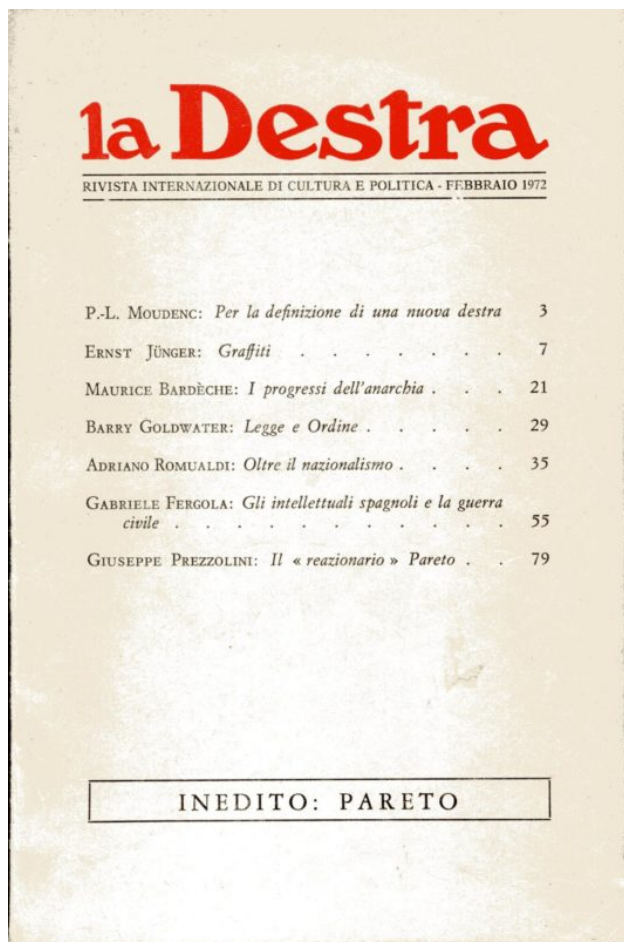 la Destra
RIVISTA INTERNAZIONALE DI CULTURA E POLITICA - FEBBRAIO 1972
P.-L. MOUDENC: Per la definizione di una nuova destra 3
ERNST JÜNGER: Graffiti . . . . . . . 7
MAURICE BARDÈCHE: I progressi dell'anarchia . . . 21
BARRY GOLDWATER: Legge e Ordine . . . . . 29
ADRIANO ROMUALDI: Oltre il nazionalismo . . . . 35
GABRIELE FERGOLA: Gli intellettuali spagnoli e la guerra
civile . . . . . . . . . . . . 55
GIUSEPPE PREZZOLINI: Il « reazionario » Pareto . . 79
INEDITO: PARETO